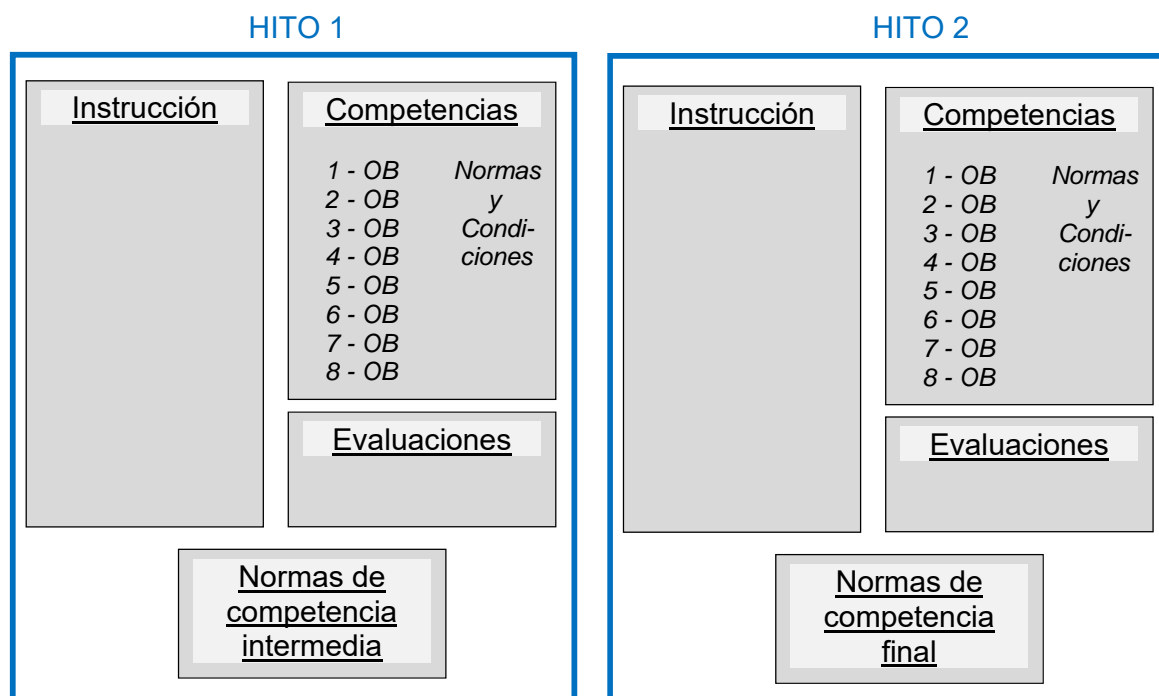 HITO 1
Instrucción
Competencias
1 - OB Normas
2 - OB y
3 - OB Condi-
4 - OB ciones
5 - OB
6 - OB
7 - OB
8 - OB
Evaluaciones
Normas de
competencia
intermedia
HITO 2
Instrucción
Competencias
1 - OB Normas
2 - OB y
3 - OB Condi-
4 - OB ciones
5 - OB
6 - OB
7 - OB
8 - OB
Evaluaciones
Normas de
competencia
final